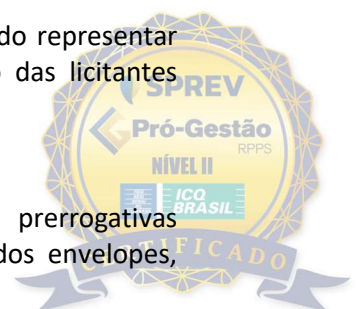 do representar
das licitantes
SPREV
Pró-Gestão
RPPS
NÍVEL II
ICQ
BRASIL
prerrogativas
dos envelopes,
CERTIFICADO